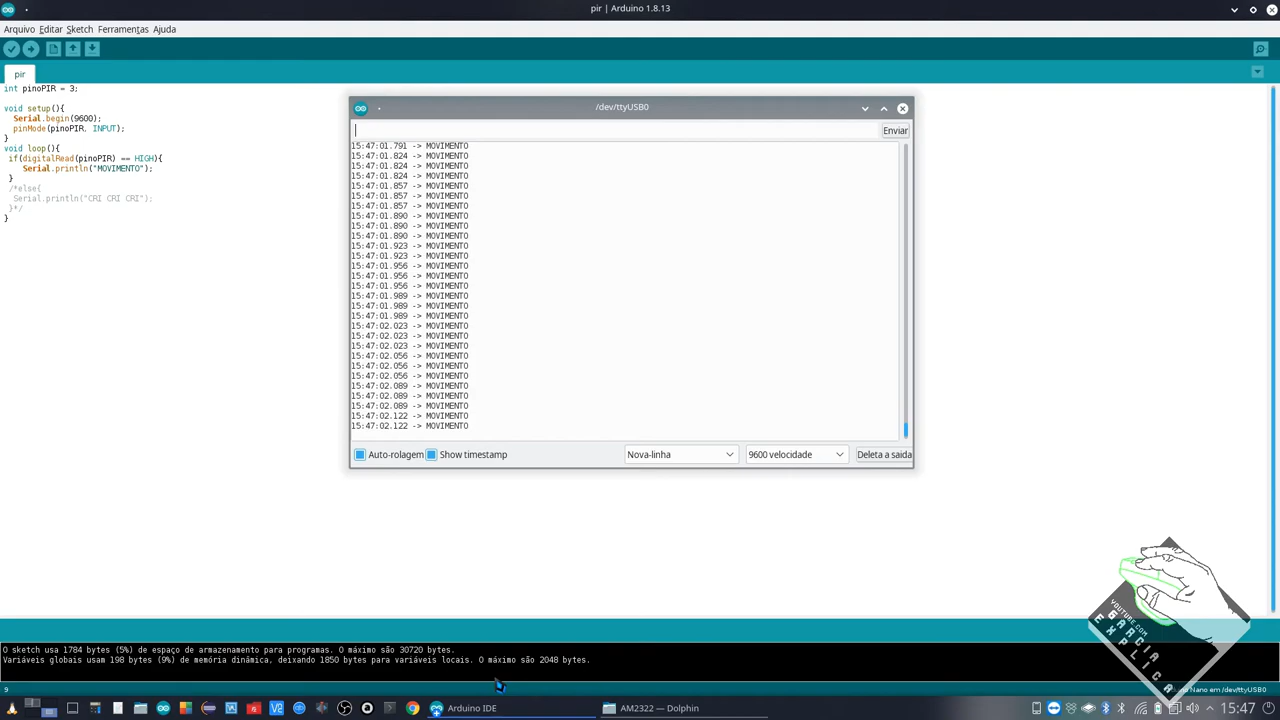 pir | Arduino 1.8.13
Arquivo Editar Sketch Ferramentas Ajuda
pir
int pinoPIR = 3;
void setup(){
Serial.begin(9600);
pinMode(pinoPIR, INPUT);
}
void loop(){
if(digitalRead(pinoPIR) == HIGH){
Serial.println("MOVIMENTO");
}
/*else{
Serial.println("CRI CRI CRI");
}*/
}
/dev/ttyUSB0
Enviar
15:47:01.791 -> MOVIMENTO
15:47:01.824 -> MOVIMENTO
15:47:01.824 -> MOVIMENTO
15:47:01.824 -> MOVIMENTO
15:47:01.857 -> MOVIMENTO
15:47:01.857 -> MOVIMENTO
15:47:01.857 -> MOVIMENTO
15:47:01.890 -> MOVIMENTO
15:47:01.890 -> MOVIMENTO
15:47:01.890 -> MOVIMENTO
15:47:01.923 -> MOVIMENTO
15:47:01.923 -> MOVIMENTO
15:47:01.956 -> MOVIMENTO
15:47:01.956 -> MOVIMENTO
15:47:01.956 -> MOVIMENTO
15:47:01.989 -> MOVIMENTO
15:47:01.989 -> MOVIMENTO
15:47:01.989 -> MOVIMENTO
15:47:02.023 -> MOVIMENTO
15:47:02.023 -> MOVIMENTO
15:47:02.023 -> MOVIMENTO
15:47:02.056 -> MOVIMENTO
15:47:02.056 -> MOVIMENTO
15:47:02.056 -> MOVIMENTO
15:47:02.089 -> MOVIMENTO
15:47:02.089 -> MOVIMENTO
15:47:02.089 -> MOVIMENTO
15:47:02.122 -> MOVIMENTO
15:47:02.122 -> MOVIMENTO
Auto-rolagem Show timestamp Nova-linha 9600 velocidade Deleta a saida
O sketch usa 1784 bytes (5%) de espaço de armazenamento para programas. O máximo são 30720 bytes.
Variáveis globais usam 198 bytes (9%) de memória dinâmica, deixando 1850 bytes para variáveis locais. O máximo são 2048 bytes.
YOUTUBE.COM
GARCIA
EXPLICA
9
Nano em /dev/ttyUSB0
Arduino IDE
AM2322 — Dolphin
15:47